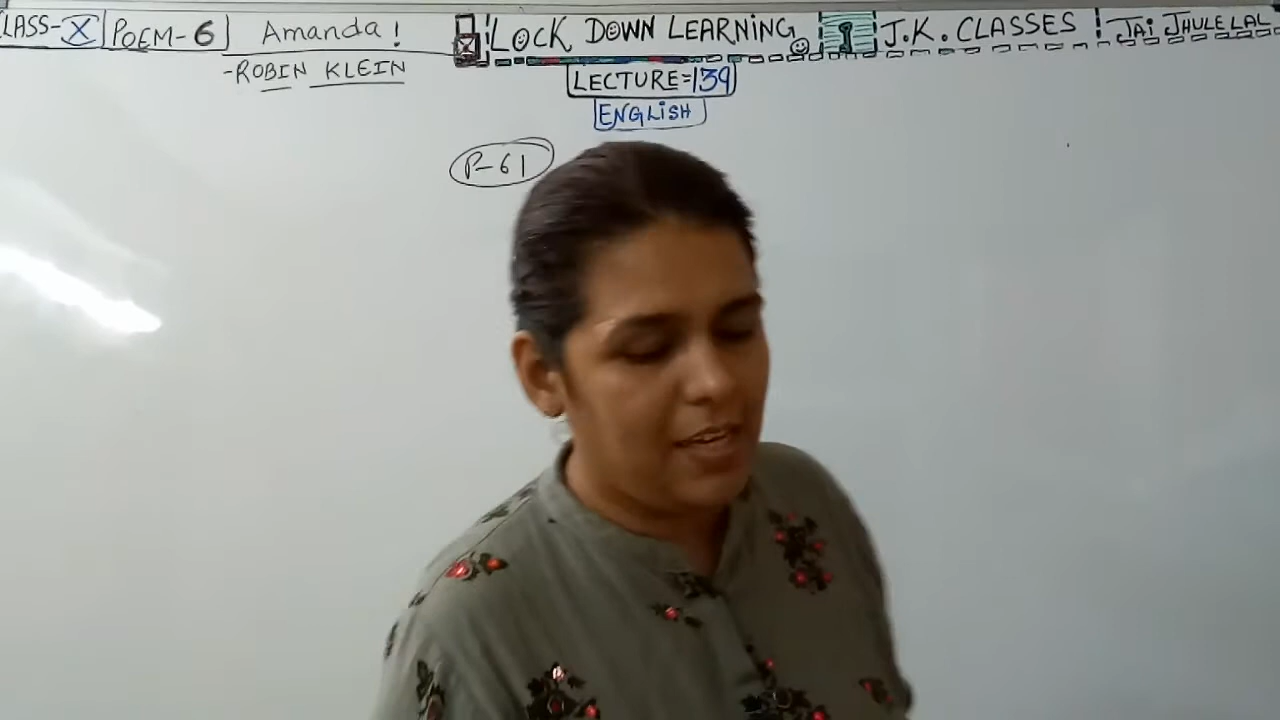 LASS-X POEM-6 Amanda! LOCK DOWN LEARNING J.K. CLASSES ! JAI JHULELAL
-ROBIN KLEIN
LECTURE=139
ENGLISH
P-61